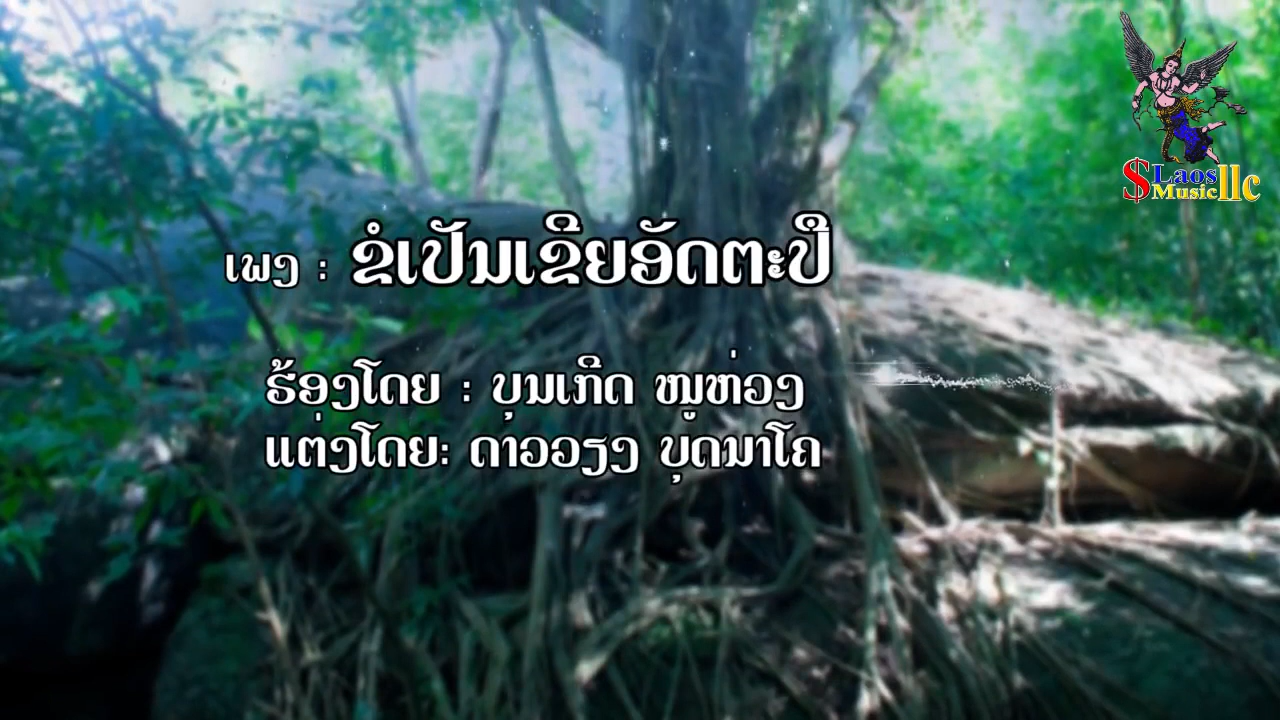 $ Laos llc
Music
ເພງ : ຂໍເປັນເຂີຍອັດຕະປື
ຮ້ອງໂດຍ : ບຸນເກີດ ໜູຫ່ວງ
ແຕ່ງໂດຍ: ດາວວຽງ ບຸດນາໂຄ